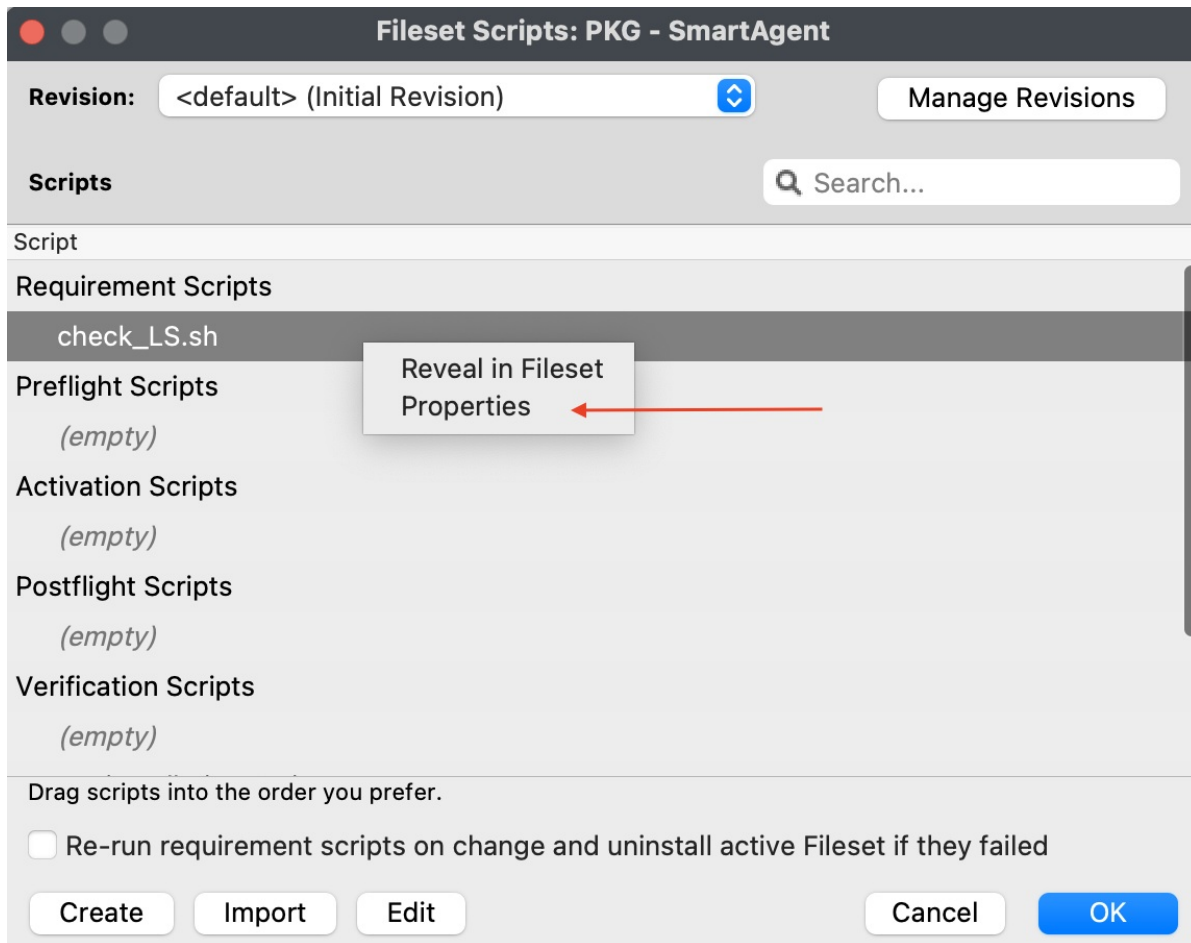 Fileset Scripts: PKG - SmartAgent
Revision: <default> (Initial Revision) Manage Revisions
Scripts Search...
Script
Requirement Scripts
check_LS.sh
Reveal in Fileset
Preflight Scripts
Properties
(empty)
Activation Scripts
(empty)
Postflight Scripts
(empty)
Verification Scripts
(empty)
Drag scripts into the order you prefer.
Re-run requirement scripts on change and uninstall active Fileset if they failed
Create Import Edit Cancel OK